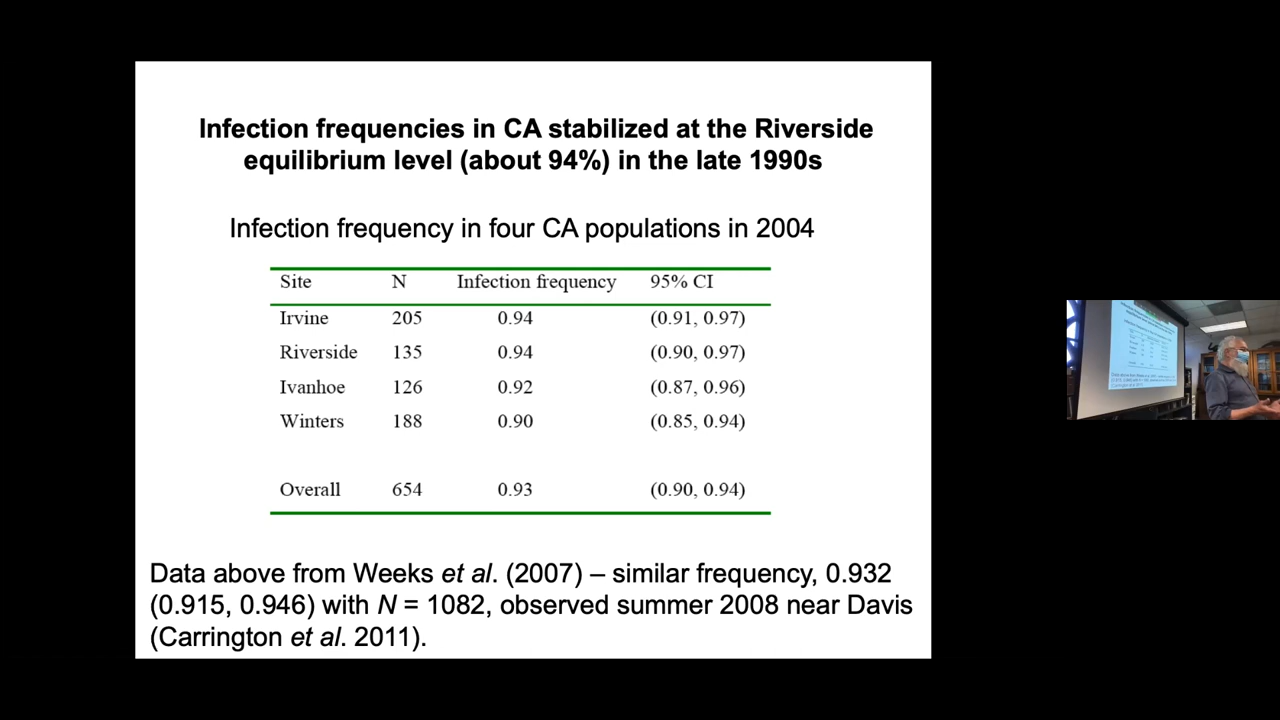 Infection frequencies in CA stabilized at the Riverside
equilibrium level (about 94%) in the late 1990s
Infection frequency in four CA populations in 2004
Site N Infection frequency 95% CI
Irvine 205 0.94 (0.91, 0.97)
Riverside 135 0.94 (0.90, 0.97)
Ivanhoe 126 0.92 (0.87, 0.96)
Winters 188 0.90 (0.85, 0.94)
Overall 654 0.93 (0.90, 0.94)
Data above from Weeks et al. (2007) – similar frequency, 0.932
(0.915, 0.946) with N = 1082, observed summer 2008 near Davis
(Carrington et al. 2011).